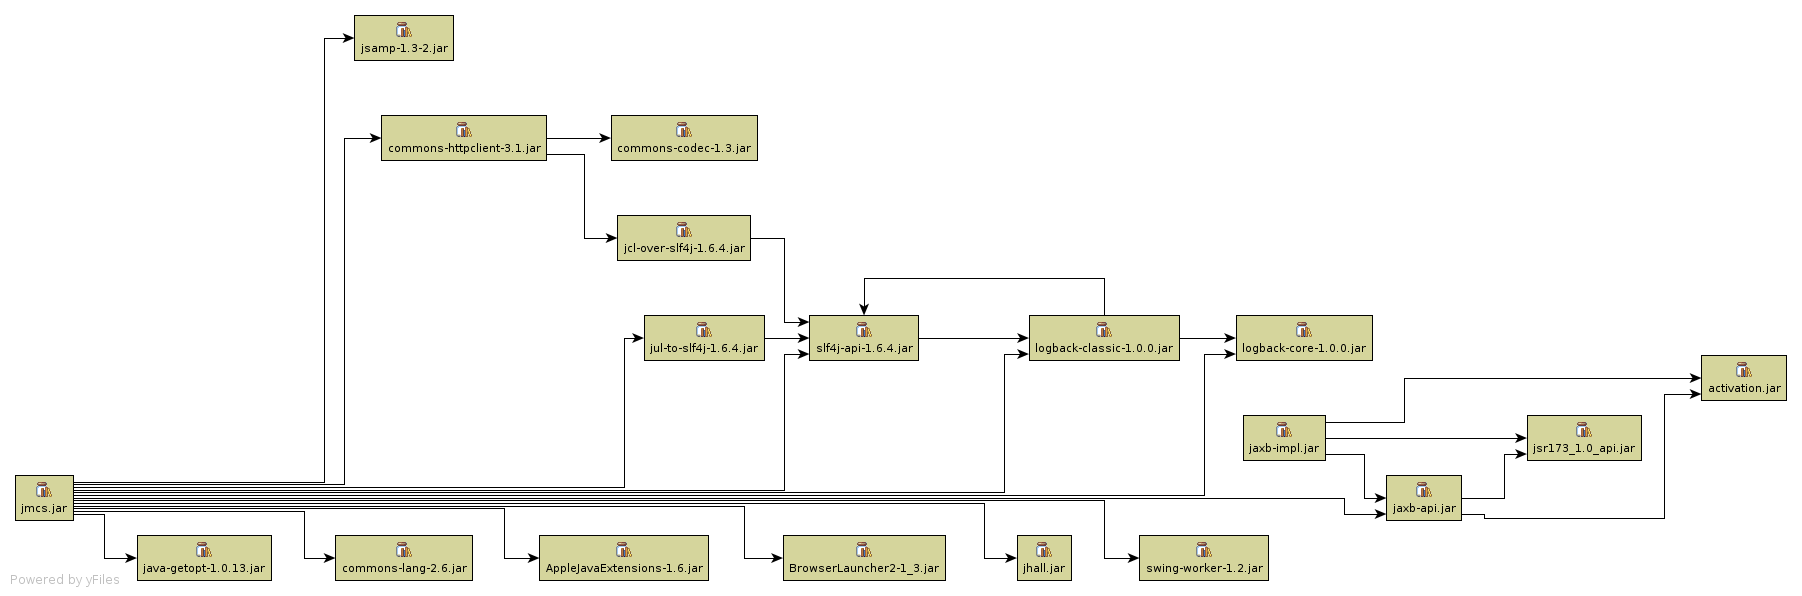 jsamp-1.3-2.jar
commons-httpclient-3.1.jar
commons-codec-1.3.jar
jcl-over-slf4j-1.6.4.jar
jul-to-slf4j-1.6.4.jar
slf4j-api-1.6.4.jar
logback-classic-1.0.0.jar
logback-core-1.0.0.jar
activation.jar
jaxb-impl.jar
jsr173_1.0_api.jar
jmcs.jar
jaxb-api.jar
java-getopt-1.0.13.jar
commons-lang-2.6.jar
AppleJavaExtensions-1.6.jar
BrowserLauncher2-1_3.jar
jhall.jar
swing-worker-1.2.jar
Powered by yFiles